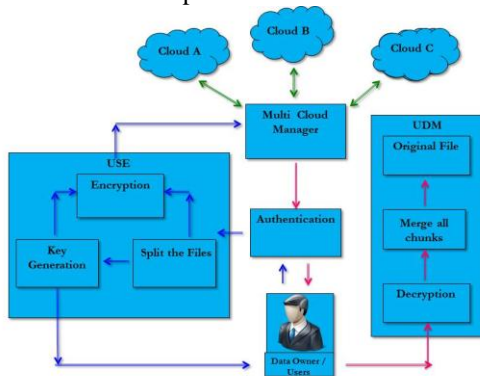 Cloud A
Cloud B
Cloud C
Multi Cloud
Manager
UDM
Original File
USE
Encryption
Authentication
Merge all
chunks
Key
Generation
Split the Files
Decryption
Data Owner /
Users